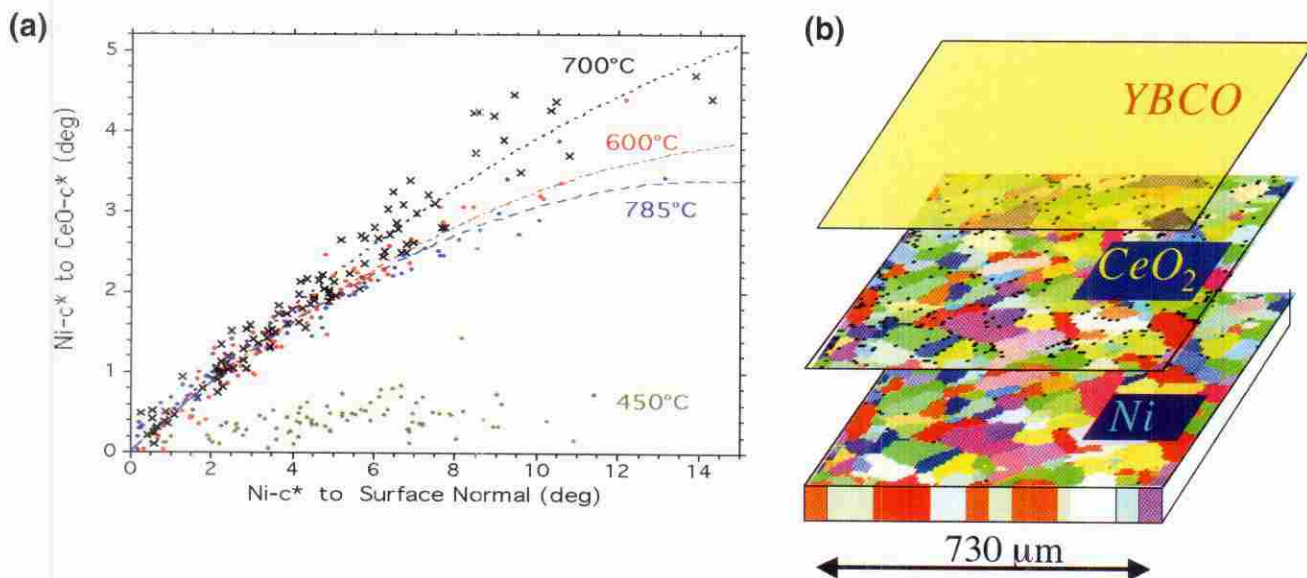 (a)
Ni-c* to CeO-c* (deg)
5
4
3
2
1
0
700°C
600°C
785°C
450°C
0 2 4 6 8 10 12 14
Ni-c* to Surface Normal (deg)
(b)
YBCO
CeO₂
Ni
730 µm